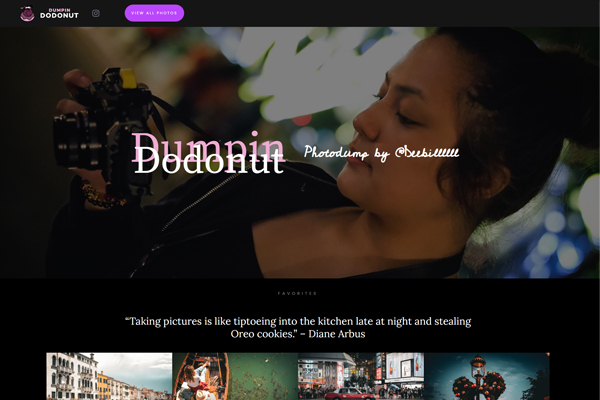 DUMPIN
DODONUT
VIEW ALL PHOTOS
Dumpin
Dodonut
Photodump by @Deebillllll
FAVORITES
“Taking pictures is like tiptoeing into the kitchen late at night and stealing
Oreo cookies.” – Diane Arbus